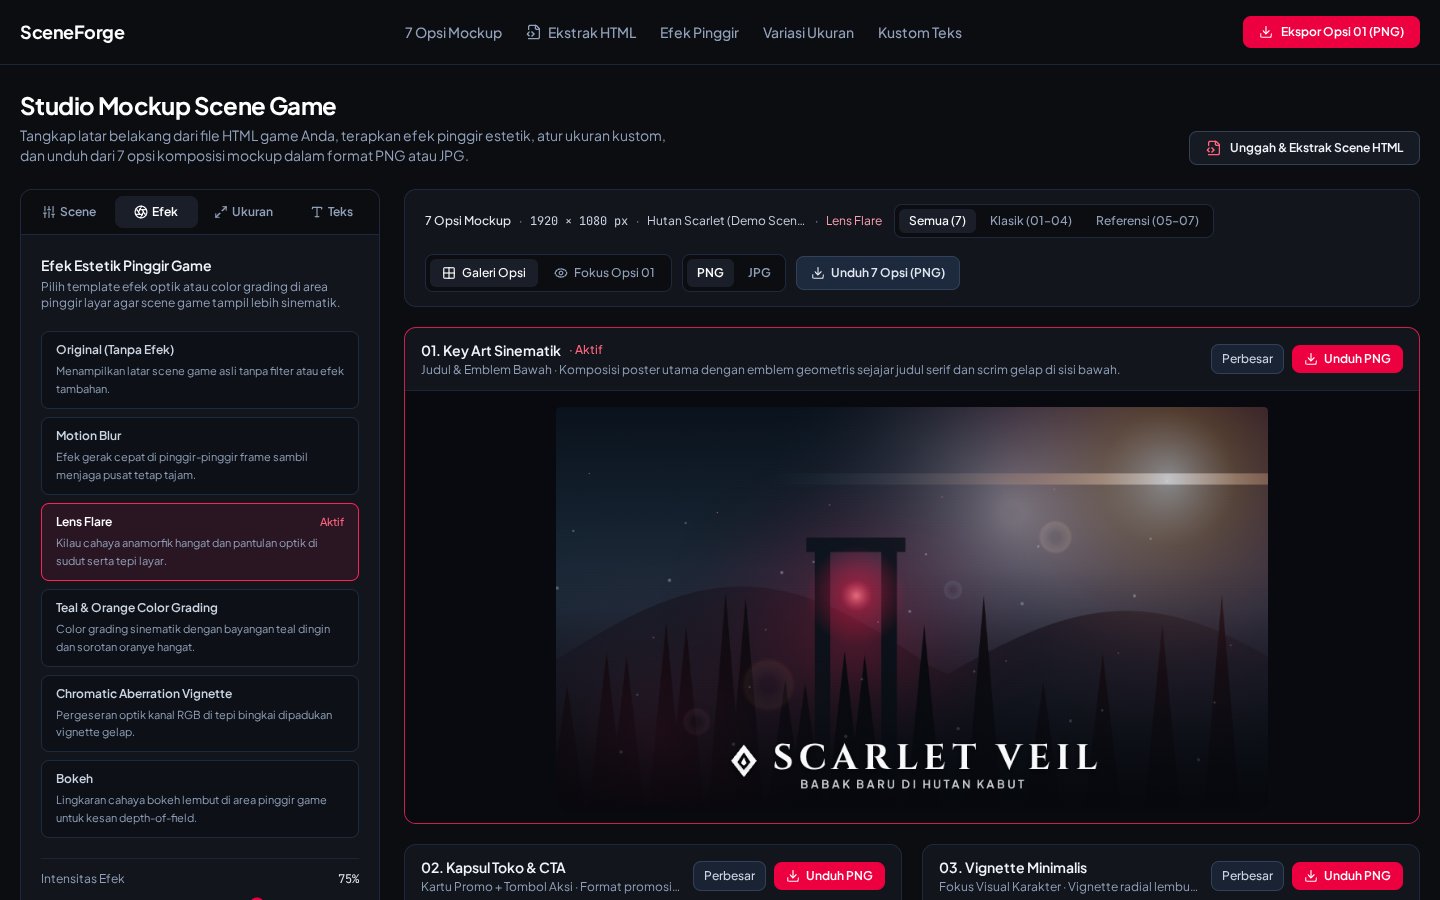 SceneForge
7 Opsi Mockup
Ekstrak HTML
Efek Pinggir
Variasi Ukuran
Kustom Teks
Ekspor Opsi 01 (PNG)
Studio Mockup Scene Game
Tangkap latar belakang dari file HTML game Anda, terapkan efek pinggir estetik, atur ukuran kustom,
dan unduh dari 7 opsi komposisi mockup dalam format PNG atau JPG.
Unggah & Ekstrak Scene HTML
Scene
Efek
Ukuran
Teks
Efek Estetik Pinggir Game
Pilih template efek optik atau color grading di area
pinggir layar agar scene game tampil lebih sinematik.
Original (Tanpa Efek)
Menampilkan latar scene game asli tanpa filter atau efek
tambahan.
Motion Blur
Efek gerak cepat di pinggir-pinggir frame sambil
menjaga pusat tetap tajam.
Lens Flare
Aktif
Kilau cahaya anamorfik hangat dan pantulan optik di
sudut serta tepi layar.
Teal & Orange Color Grading
Color grading sinematik dengan bayangan teal dingin
dan sorotan oranye hangat.
Chromatic Aberration Vignette
Pergeseran optik kanal RGB di tepi bingkai dipadukan
vignette gelap.
Bokeh
Lingkaran cahaya bokeh lembut di area pinggir game
untuk kesan depth-of-field.
Intensitas Efek
75%
7 Opsi Mockup · 1920 × 1080 px · Hutan Scarlet (Demo Scen… · Lens Flare
Semua (7)
Klasik (01–04)
Referensi (05–07)
Galeri Opsi
Fokus Opsi 01
PNG
JPG
Unduh 7 Opsi (PNG)
01. Key Art Sinematik · Aktif
Judul & Emblem Bawah · Komposisi poster utama dengan emblem geometris sejajar judul serif dan scrim gelap di sisi bawah.
Perbesar
Unduh PNG
SCARLET VEIL
BABAK BARU DI HUTAN KABUT
02. Kapsul Toko & CTA
Kartu Promo + Tombol Aksi · Format promosi…
Perbesar
Unduh PNG
03. Vignette Minimalis
Fokus Visual Karakter · Vignette radial lembu…
Perbesar
Unduh PNG